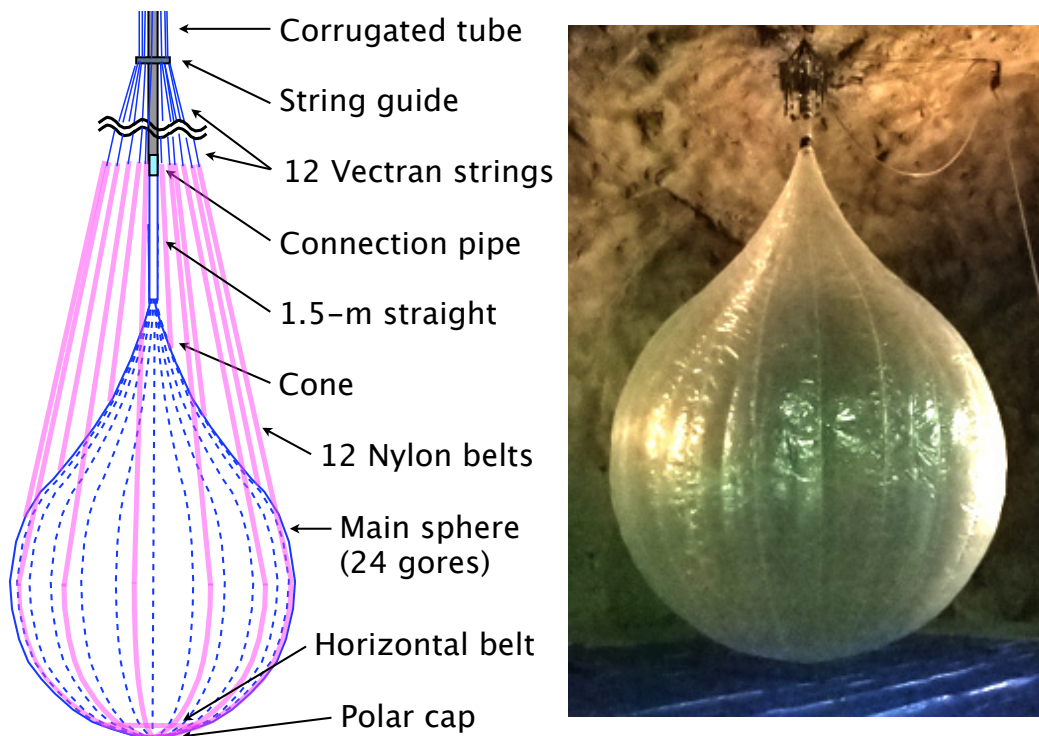 Corrugated tube
String guide
12 Vectran strings
Connection pipe
1.5-m straight
Cone
12 Nylon belts
Main sphere
(24 gores)
Horizontal belt
Polar cap